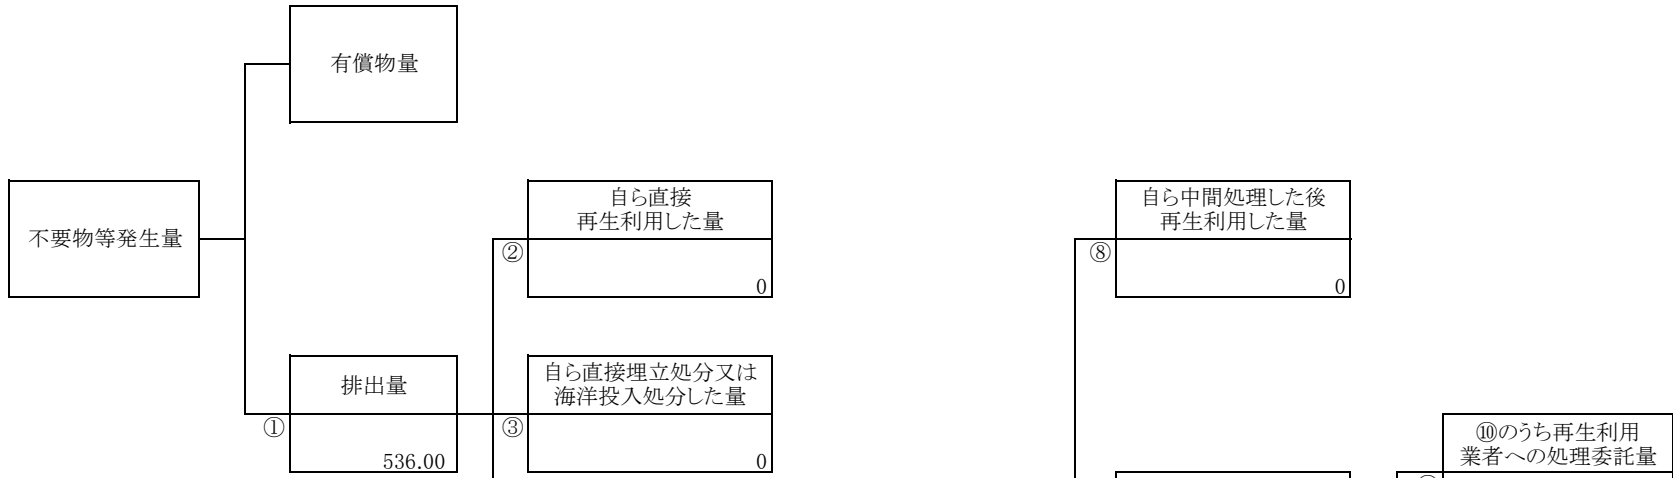 有償物量
不要物等発生量
自ら直接
再生利用した量
②
0
自ら中間処理した後
再生利用した量
⑧
0
排出量
①
536.00
自ら直接埋立処分又は
海洋投入処分した量
③
0
⑩のうち再生利用
業者への処理委託量